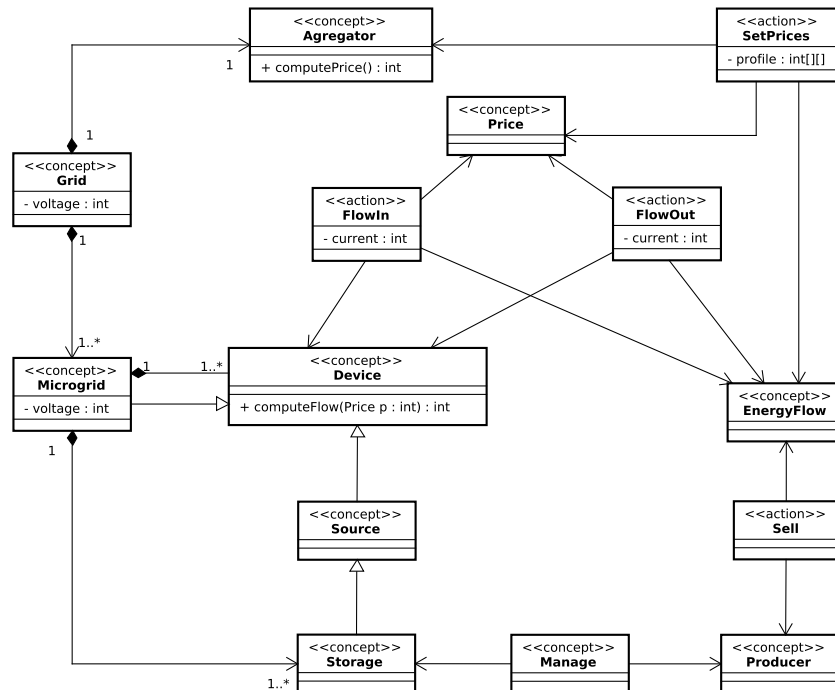 <<concept>>
Agregator
+ computePrice() : int
<<action>>
SetPrices
- profile : int[][]
1
1
<<concept>>
Price
<<concept>>
Grid
- voltage : int
1
<<action>>
FlowIn
- current : int
<<action>>
FlowOut
- current : int
1..*
<<concept>>
Microgrid
- voltage : int
1
1..*
<<concept>>
Device
+ computeFlow(Price p : int) : int
<<concept>>
EnergyFlow
1
<<concept>>
Source
<<action>>
Sell
<<concept>>
Storage
1..*
<<concept>>
Manage
<<concept>>
Producer